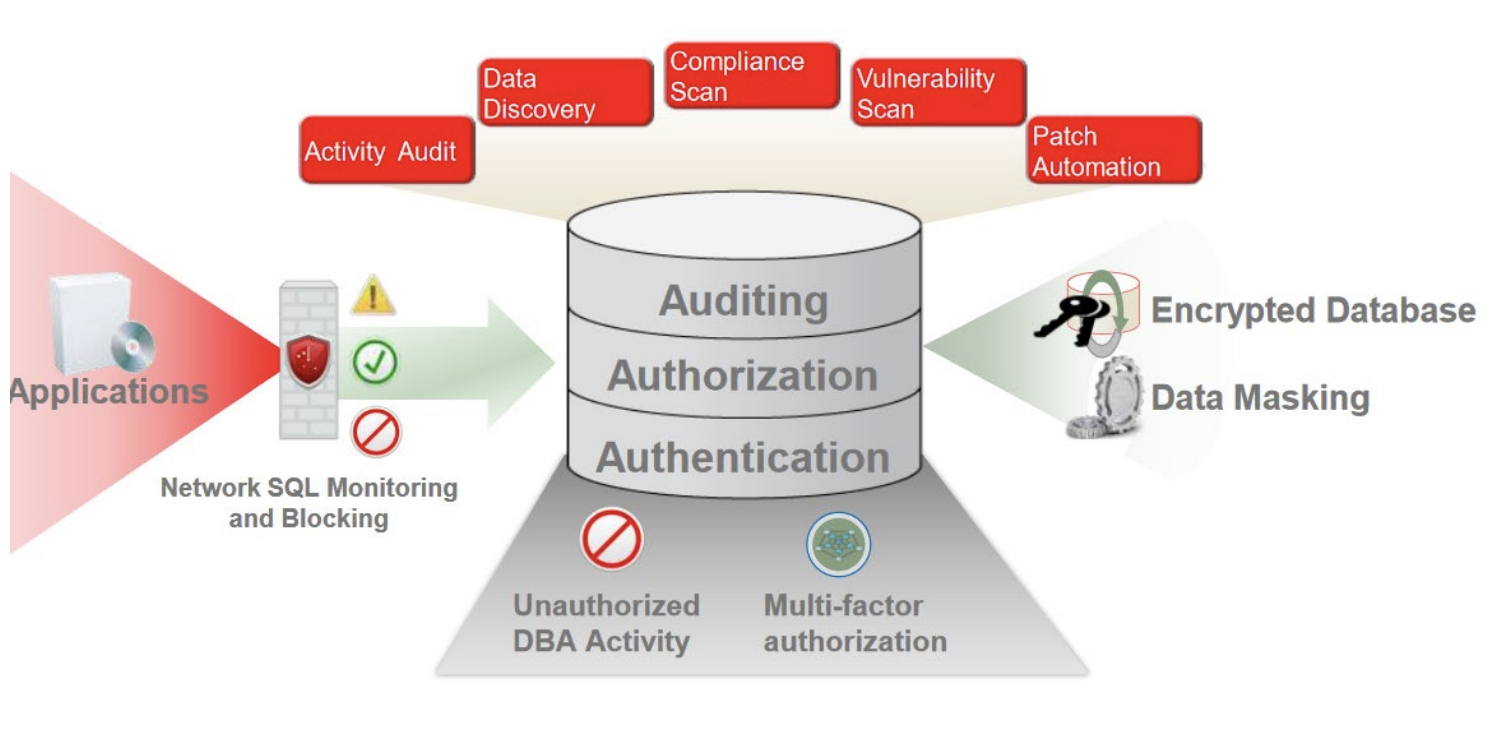 Compliance
Scan
Data
Discovery
Vulnerability
Scan
Activity Audit
Patch
Automation
Auditing
Authorization
Authentication
Applications
Network SQL Monitoring
and Blocking
Encrypted Database
Data Masking
Unauthorized
DBA Activity
Multi-factor
authorization